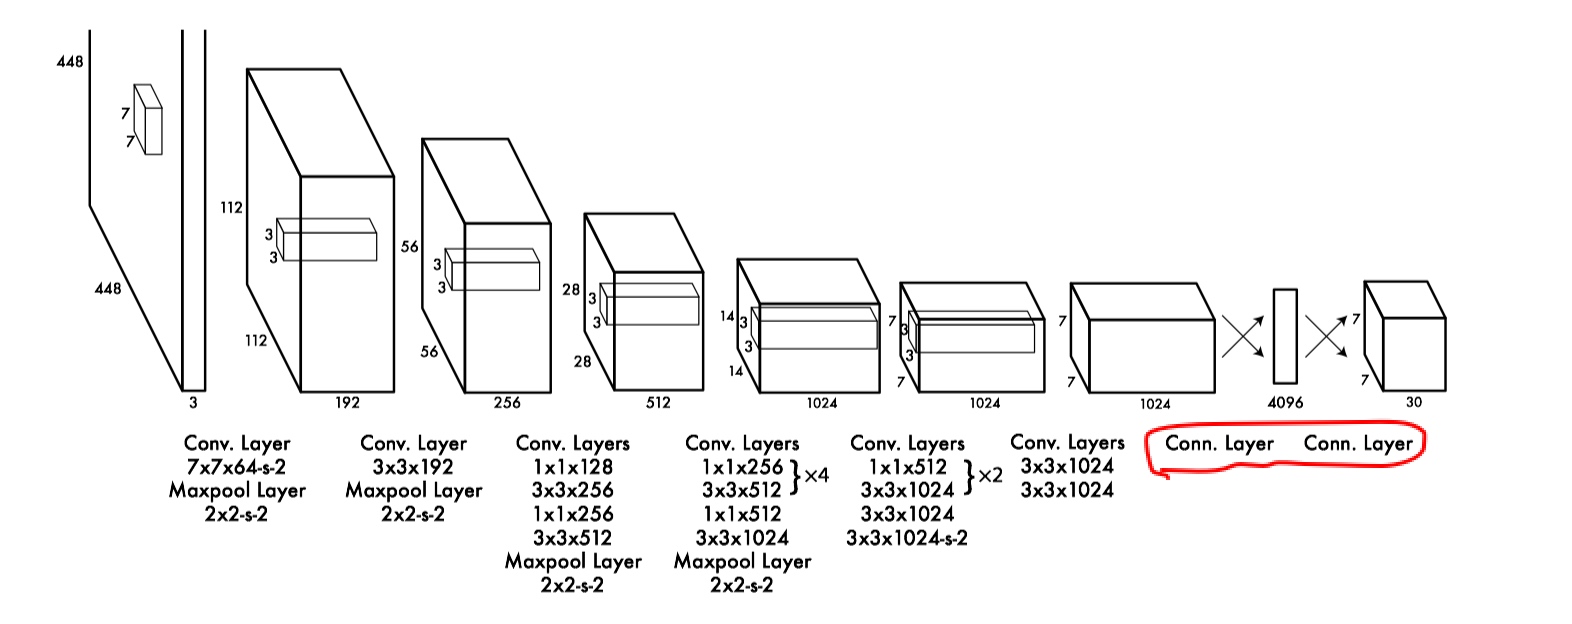 448
7
7
448
112
3
3
112
56
3
3
56
28
3
3
28
14
3
3
14
7
3
3
7
7
7
7
7
3
192
256
512
1024
1024
1024
4096
30
Conv. Layer
7x7x64-s-2
Maxpool Layer
2x2-s-2
Conv. Layer
3x3x192
Maxpool Layer
2x2-s-2
Conv. Layers
1x1x128
3x3x256
1x1x256
3x3x512
Maxpool Layer
2x2-s-2
Conv. Layers
1x1x256
3x3x512
}×4
1x1x512
3x3x1024
Maxpool Layer
2x2-s-2
Conv. Layers
1x1x512
3x3x1024
}×2
3x3x1024
3x3x1024-s-2
Conv. Layers
3x3x1024
3x3x1024
Conn. Layer
Conn. Layer